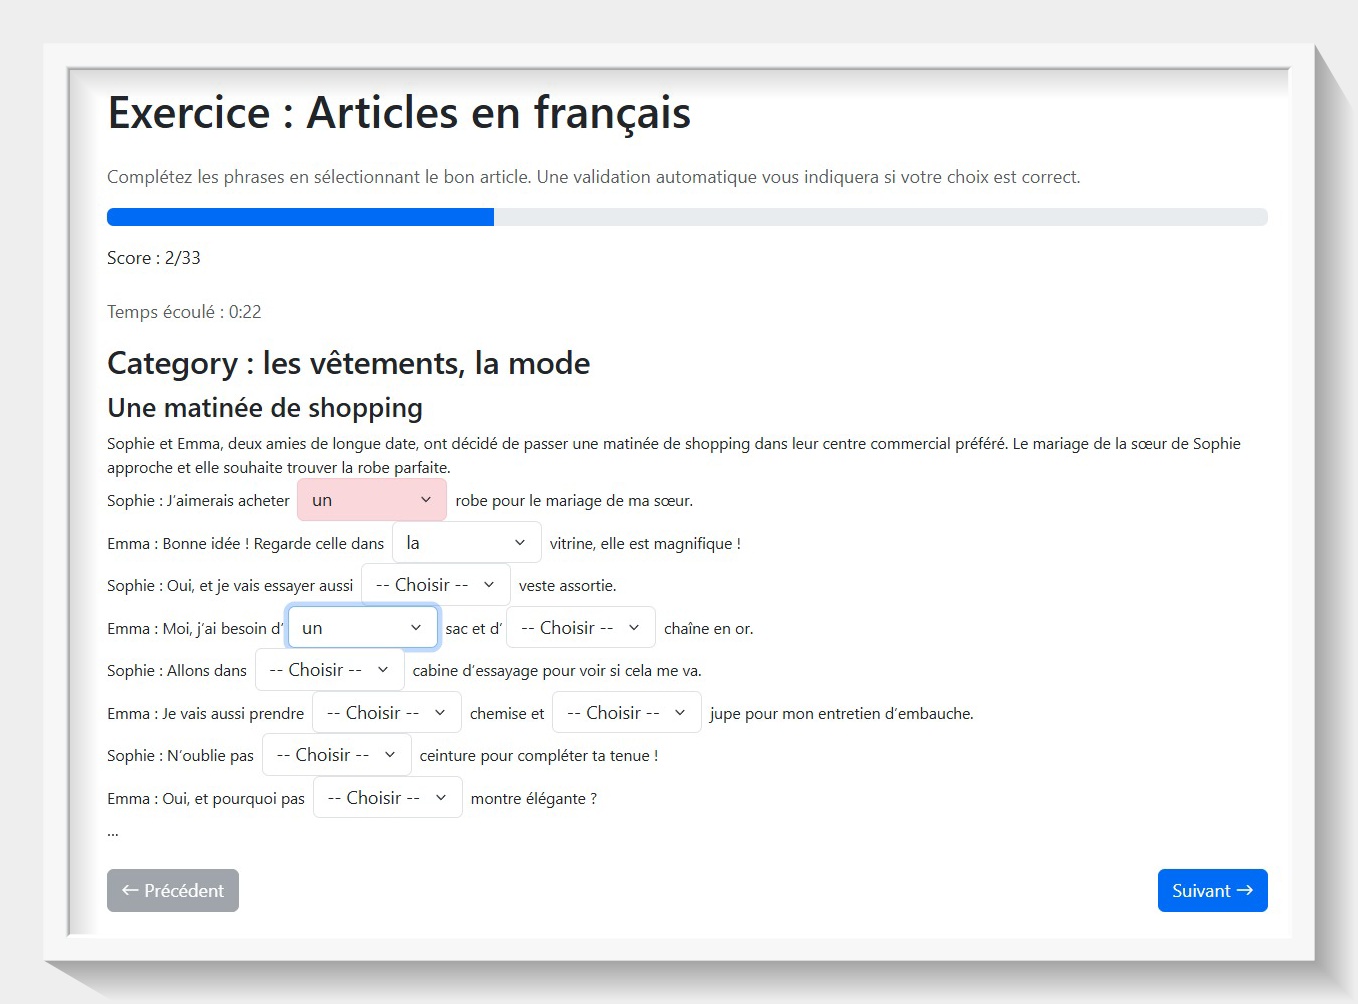 Exercice : Articles en français
Complétez les phrases en sélectionnant le bon article. Une validation automatique vous indiquera si votre choix est correct.
Score : 2/33
Temps écoulé : 0:22
Category : les vêtements, la mode
Une matinée de shopping
Sophie et Emma, deux amies de longue date, ont décidé de passer une matinée de shopping dans leur centre commercial préféré. Le mariage de la sœur de Sophie
approche et elle souhaite trouver la robe parfaite.
Sophie : J'aimerais acheter un robe pour le mariage de ma sœur.
Emma : Bonne idée ! Regarde celle dans la vitrine, elle est magnifique !
Sophie : Oui, et je vais essayer aussi -- Choisir -- veste assortie.
Emma : Moi, j'ai besoin d' un sac et d' -- Choisir -- chaîne en or.
Sophie : Allons dans -- Choisir -- cabine d'essayage pour voir si cela me va.
Emma : Je vais aussi prendre -- Choisir -- chemise et -- Choisir -- jupe pour mon entretien d'embauche.
Sophie : N'oublie pas -- Choisir -- ceinture pour compléter ta tenue !
Emma : Oui, et pourquoi pas -- Choisir -- montre élégante ?
...
← Précédent Suivant →